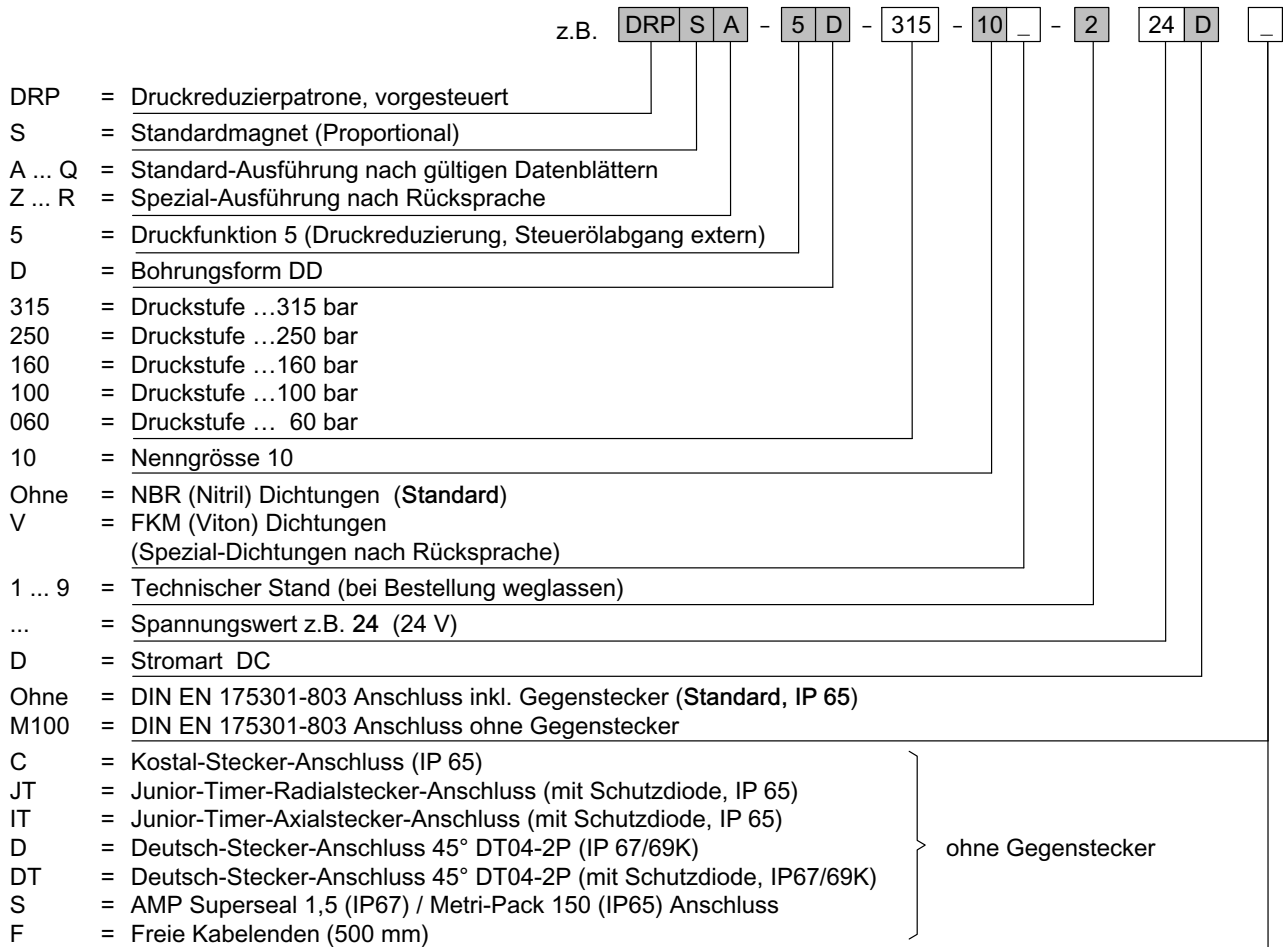 z.B. DRP S A - 5 D - 315 - 10 _ - 2 24 D _
DRP = Druckreduzierpatrone, vorgesteuert
S = Standardmagnet (Proportional)
A ... Q = Standard-Ausführung nach gültigen Datenblättern
Z ... R = Spezial-Ausführung nach Rücksprache
5 = Druckfunktion 5 (Druckreduzierung, Steuerölabgang extern)
D = Bohrungsform DD
315 = Druckstufe …315 bar
250 = Druckstufe …250 bar
160 = Druckstufe …160 bar
100 = Druckstufe …100 bar
060 = Druckstufe … 60 bar
10 = Nenngrösse 10
Ohne = NBR (Nitril) Dichtungen (Standard)
V = FKM (Viton) Dichtungen
(Spezial-Dichtungen nach Rücksprache)
1 ... 9 = Technischer Stand (bei Bestellung weglassen)
... = Spannungswert z.B. 24 (24 V)
D = Stromart DC
Ohne = DIN EN 175301-803 Anschluss inkl. Gegenstecker (Standard, IP 65)
M100 = DIN EN 175301-803 Anschluss ohne Gegenstecker
C = Kostal-Stecker-Anschluss (IP 65)
JT = Junior-Timer-Radialstecker-Anschluss (mit Schutzdiode, IP 65)
IT = Junior-Timer-Axialstecker-Anschluss (mit Schutzdiode, IP 65)
D = Deutsch-Stecker-Anschluss 45° DT04-2P (IP 67/69K) ohne Gegenstecker
DT = Deutsch-Stecker-Anschluss 45° DT04-2P (mit Schutzdiode, IP67/69K)
S = AMP Superseal 1,5 (IP67) / Metri-Pack 150 (IP65) Anschluss
F = Freie Kabelenden (500 mm)